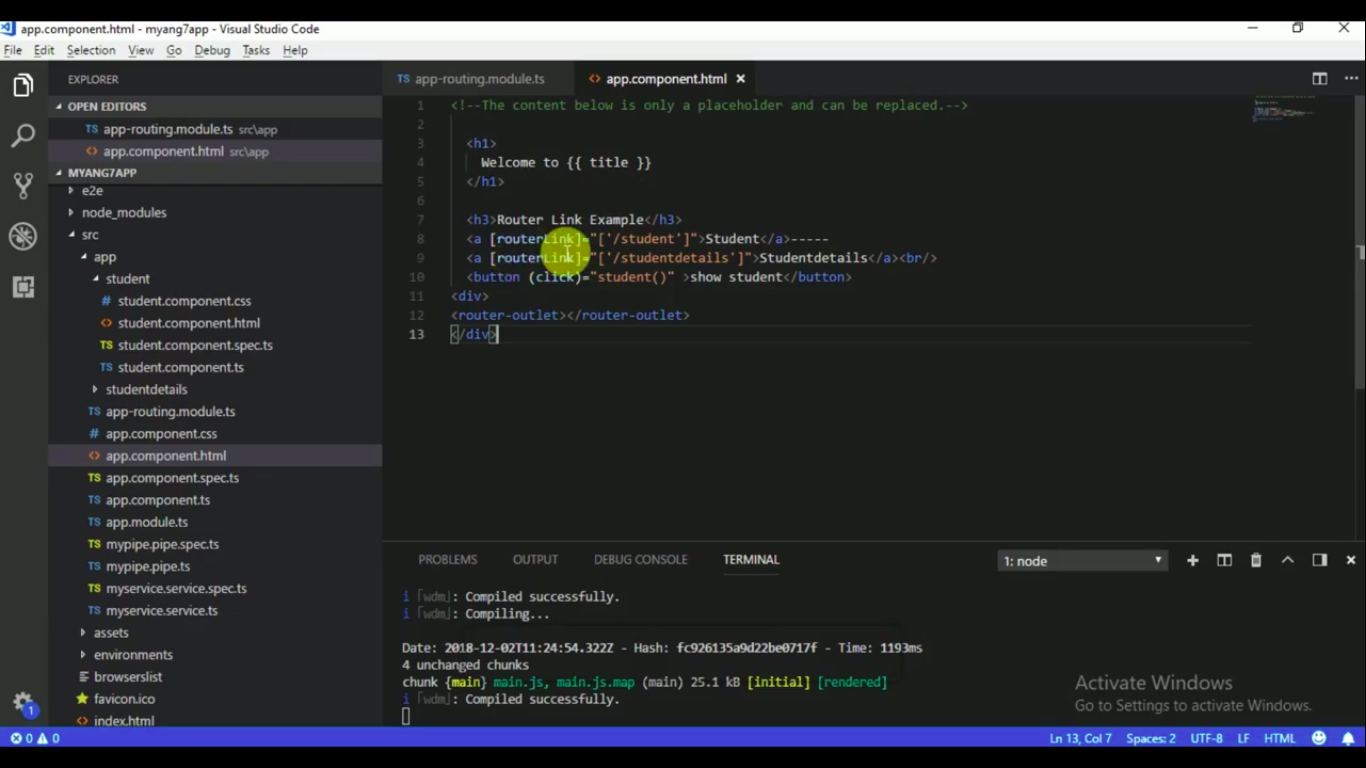 app.component.html - myang7app - Visual Studio Code
File Edit Selection View Go Debug Tasks Help
EXPLORER
OPEN EDITORS
TS app-routing.module.ts src\app
<> app.component.html src\app
MYANG7APP
e2e
node_modules
src
app
student
# student.component.css
<> student.component.html
TS student.component.spec.ts
TS student.component.ts
studentdetails
TS app-routing.module.ts
# app.component.css
<> app.component.html
TS app.component.spec.ts
TS app.component.ts
TS app.module.ts
TS mypipe.pipe.spec.ts
TS mypipe.pipe.ts
TS myservice.service.spec.ts
TS myservice.service.ts
assets
environments
browserslist
favicon.ico
<> index.html
1
TS app-routing.module.ts <> app.component.html
1 <!--The content below is only a placeholder and can be replaced.-->
2
3 <h1>
4 Welcome to {{ title }}
5 </h1>
6
7 <h3>Router Link Example</h3>
8 <a [routerLink]="['/student']">Student</a>-----
9 <a [routerLink]="['/studentdetails']">Studentdetails</a><br/>
10 <button (click)="student()" >show student</button>
11 <div>
12 <router-outlet></router-outlet>
13 </div>
PROBLEMS OUTPUT DEBUG CONSOLE TERMINAL 1: node
i ｢wdm｣: Compiled successfully.
i ｢wdm｣: Compiling...
Date: 2018-12-02T11:24:54.322Z - Hash: fc926135a9d22be0717f - Time: 1193ms
4 unchanged chunks
chunk {main} main.js, main.js.map (main) 25.1 kB [initial] [rendered]
i ｢wdm｣: Compiled successfully.
Activate Windows
Go to Settings to activate Windows.
0 0 Ln 13, Col 7 Spaces: 2 UTF-8 LF HTML